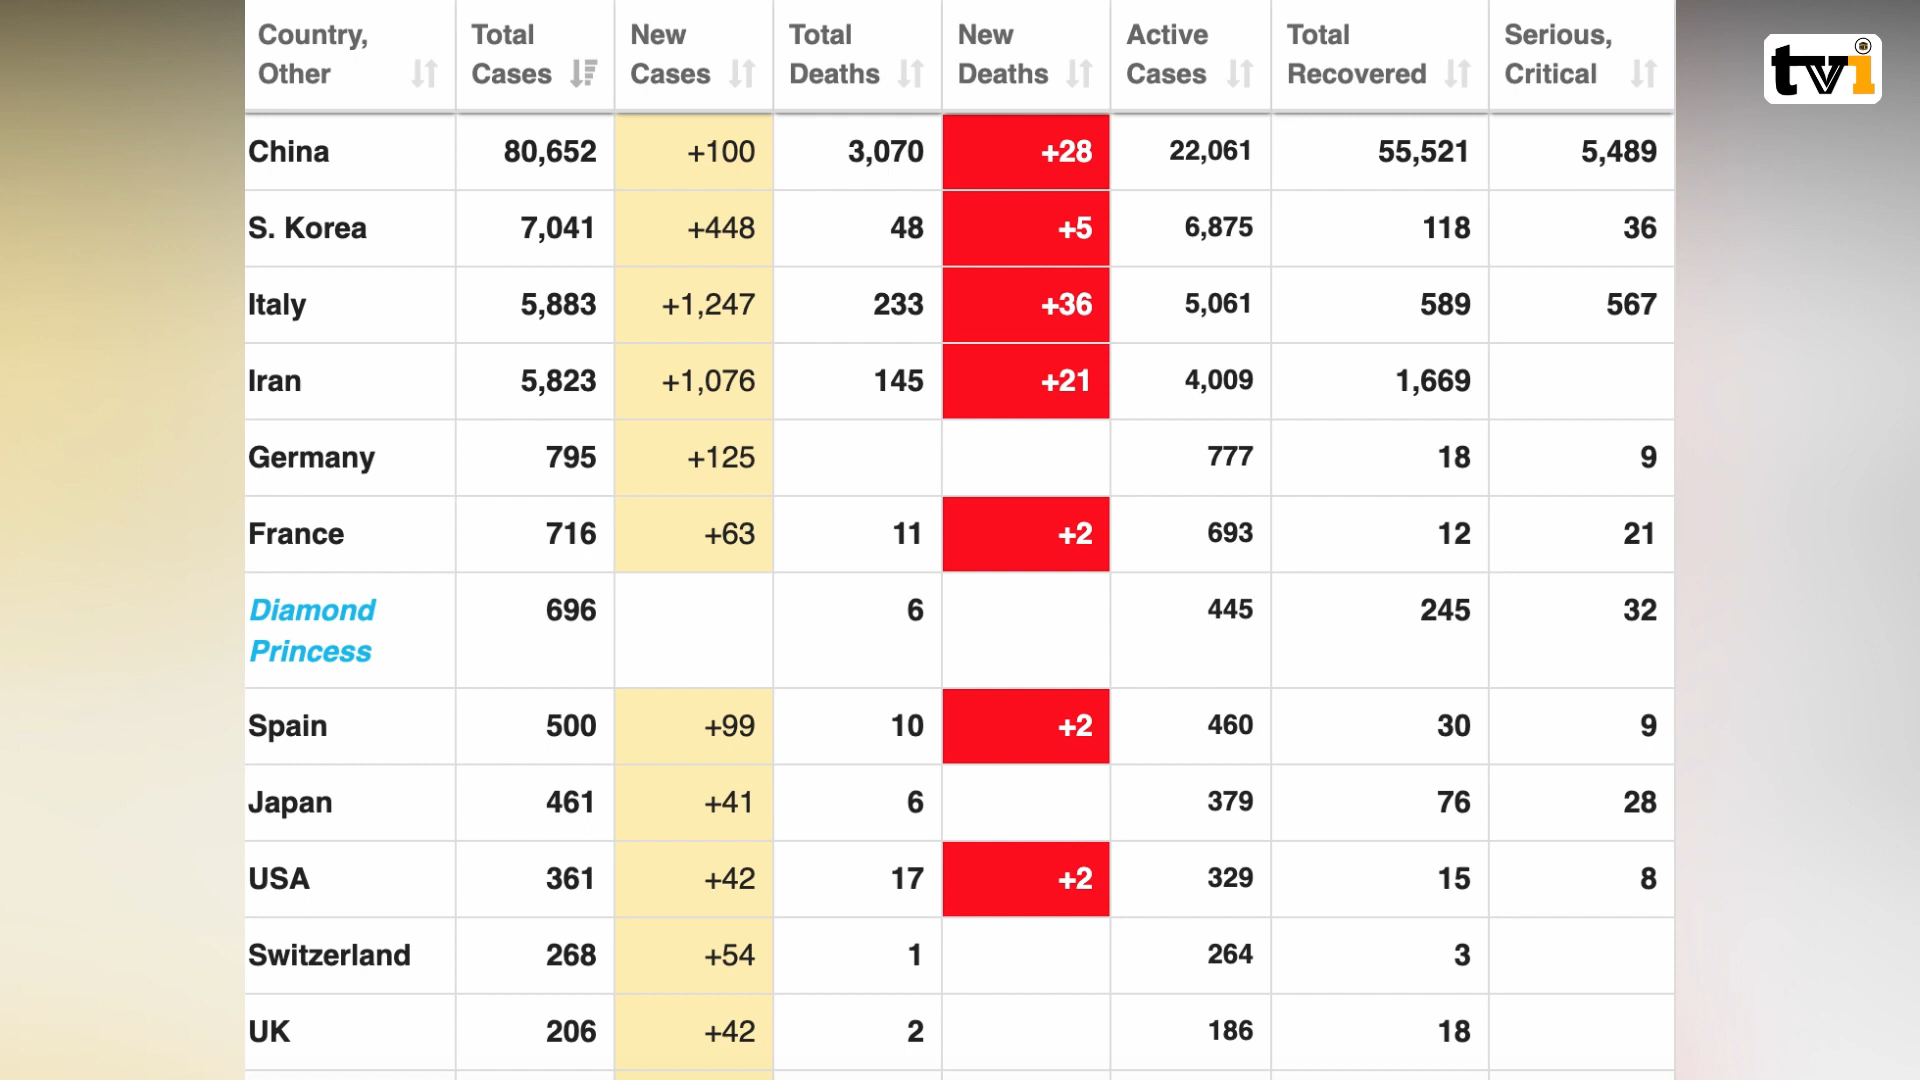 Country, Other Total Cases New Cases Total Deaths New Deaths Active Cases Total Recovered Serious, Critical
China 80,652 +100 3,070 +28 22,061 55,521 5,489
S. Korea 7,041 +448 48 +5 6,875 118 36
Italy 5,883 +1,247 233 +36 5,061 589 567
Iran 5,823 +1,076 145 +21 4,009 1,669
Germany 795 +125 777 18 9
France 716 +63 11 +2 693 12 21
Diamond Princess 696 6 445 245 32
Spain 500 +99 10 +2 460 30 9
Japan 461 +41 6 379 76 28
USA 361 +42 17 +2 329 15 8
Switzerland 268 +54 1 264 3
UK 206 +42 2 186 18
tvi